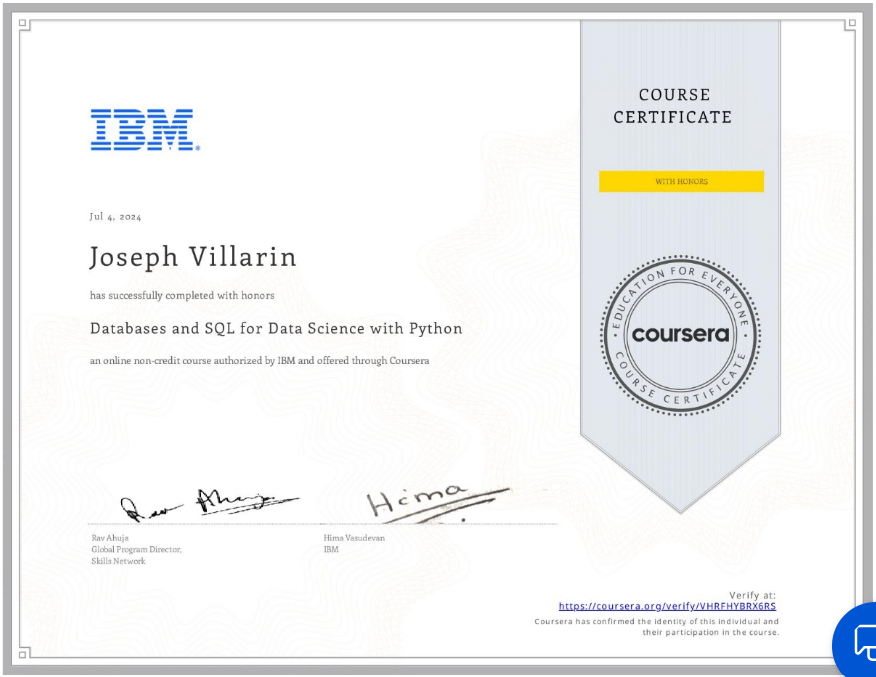 IBM®
COURSE
CERTIFICATE
WITH HONORS
Jul 4, 2024
Joseph Villarin
has successfully completed with honors
Databases and SQL for Data Science with Python
an online non-credit course authorized by IBM and offered through Coursera
EDUCATION FOR EVERYONE
coursera
COURSE CERTIFICATE
Rav Ahuja
Hima
Rav Ahuja
Global Program Director,
Skills Network
Hima Vasudevan
IBM
Verify at:
https://coursera.org/verify/VHRFHYBRX6RS
Coursera has confirmed the identity of this individual and
their participation in the course.